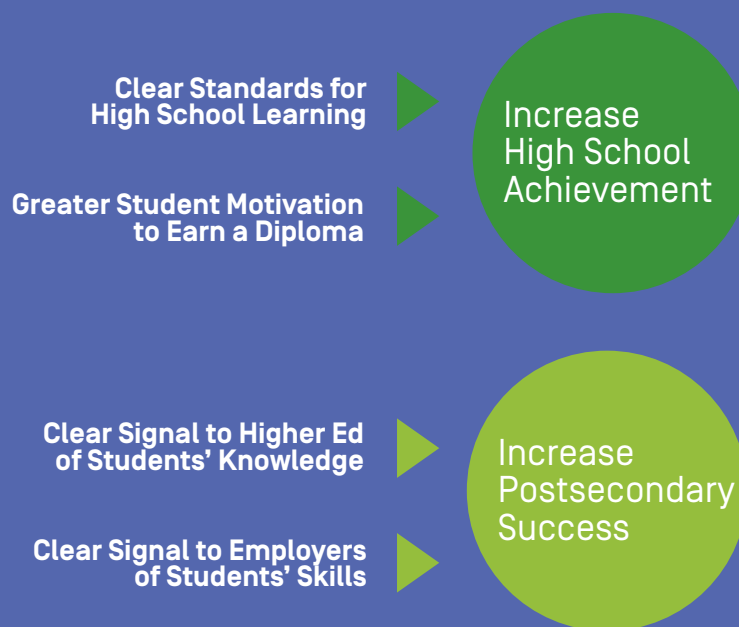 Clear Standards for
High School Learning
Greater Student Motivation
to Earn a Diploma
Increase
High School
Achievement
Clear Signal to Higher Ed
of Students’ Knowledge
Clear Signal to Employers
of Students’ Skills
Increase
Postsecondary
Success